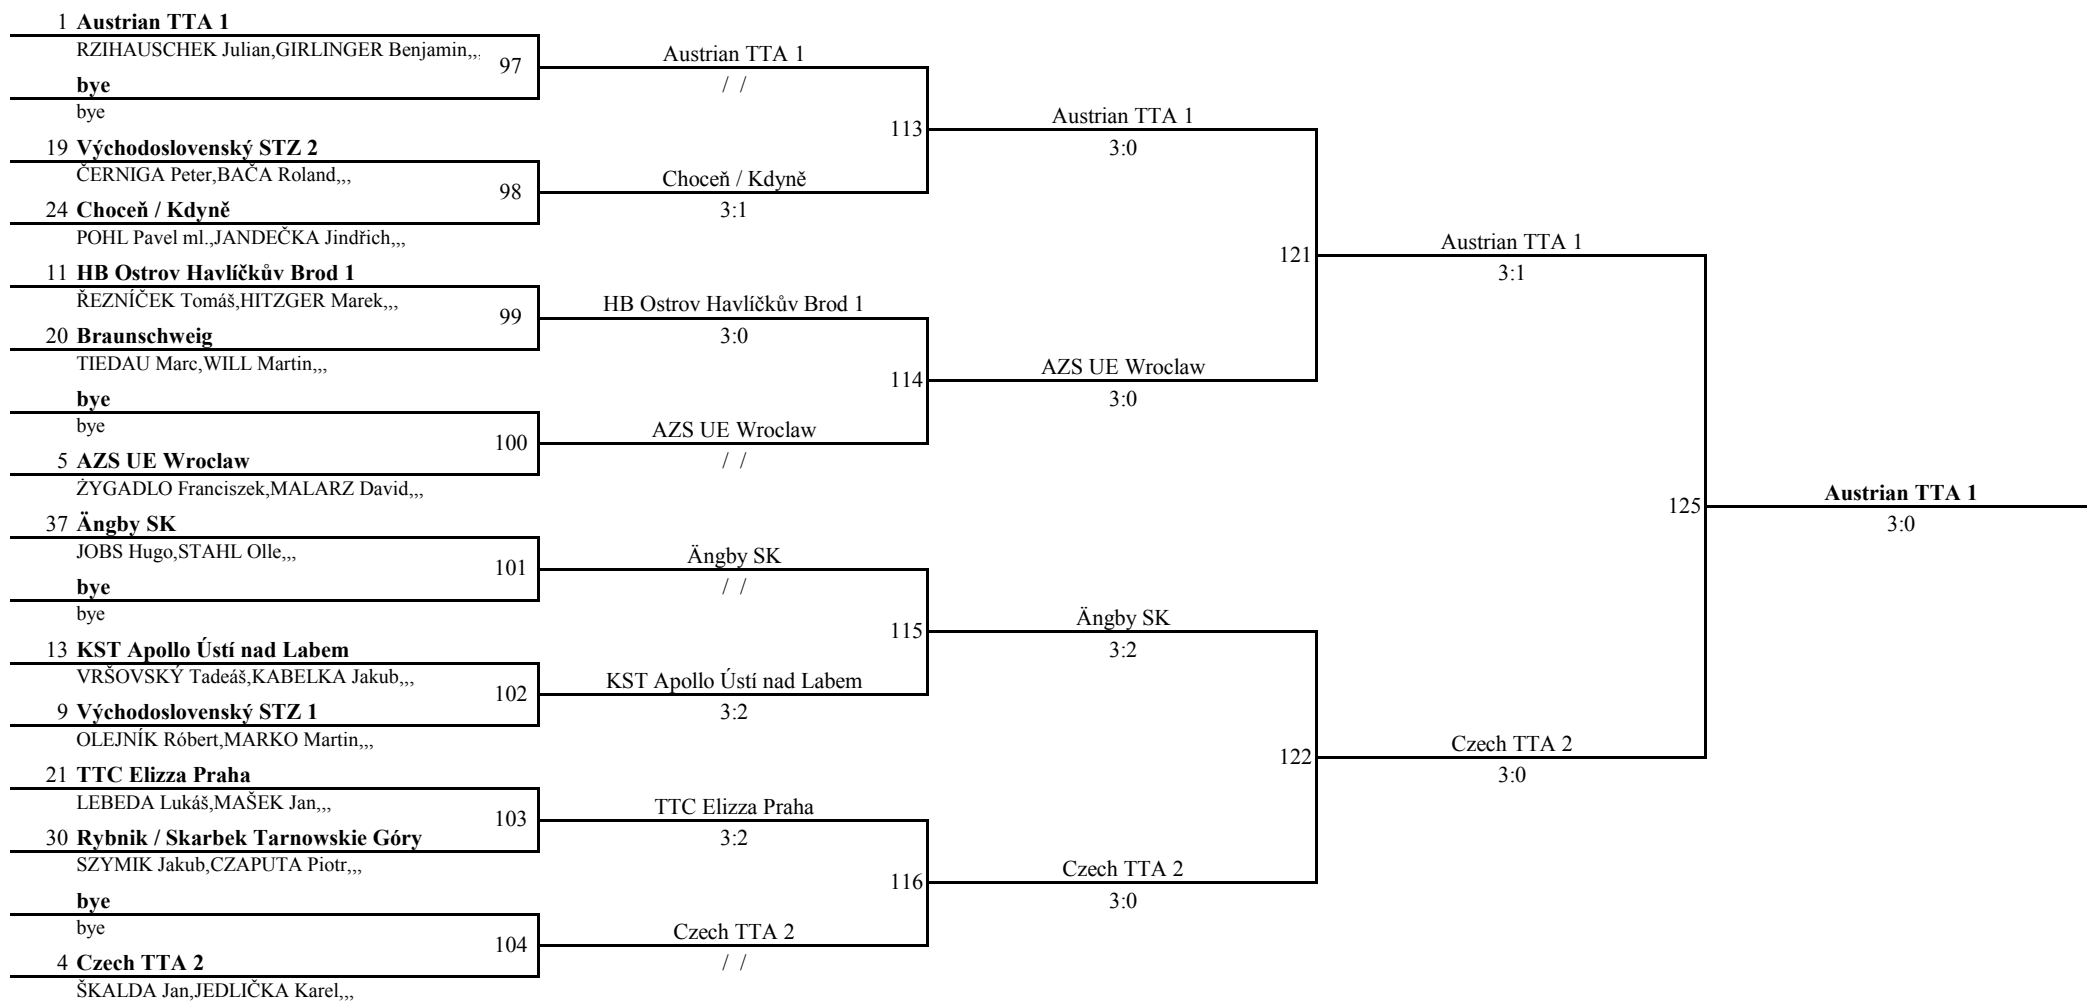 1 Austrian TTA 1
RZIHAUSCHEK Julian,GIRLINGER Benjamin,,,
97
bye
bye
19 Východoslovenský STZ 2
ČERNIGA Peter,BAČA Roland,,,
98
24 Choceň / Kdyně
POHL Pavel ml.,JANDEČKA Jindřich,,,
11 HB Ostrov Havlíčkův Brod 1
ŘEZNÍČEK Tomáš,HITZGER Marek,,,
99
20 Braunschweig
TIEDAU Marc,WILL Martin,,,
bye
bye
100
5 AZS UE Wroclaw
ŻYGADLO Franciszek,MALARZ David,,,
37 Ängby SK
JOBS Hugo,STAHL Olle,,,
101
bye
bye
13 KST Apollo Ústí nad Labem
VRŠOVSKÝ Tadeáš,KABELKA Jakub,,,
102
9 Východoslovenský STZ 1
OLEJNÍK Róbert,MARKO Martin,,,
21 TTC Elizza Praha
LEBEDA Lukáš,MAŠEK Jan,,,
103
30 Rybnik / Skarbek Tarnowskie Góry
SZYMIK Jakub,CZAPUTA Piotr,,,
bye
bye
104
4 Czech TTA 2
ŠKALDA Jan,JEDLIČKA Karel,,,
Austrian TTA 1
/ /
113
Choceň / Kdyně
3:1
HB Ostrov Havlíčkův Brod 1
3:0
114
AZS UE Wroclaw
/ /
Ängby SK
/ /
115
KST Apollo Ústí nad Labem
3:2
TTC Elizza Praha
3:2
116
Czech TTA 2
/ /
Austrian TTA 1
3:0
121
AZS UE Wroclaw
3:0
Ängby SK
3:2
122
Czech TTA 2
3:0
Austrian TTA 1
3:1
125
Czech TTA 2
3:0
Austrian TTA 1
3:0